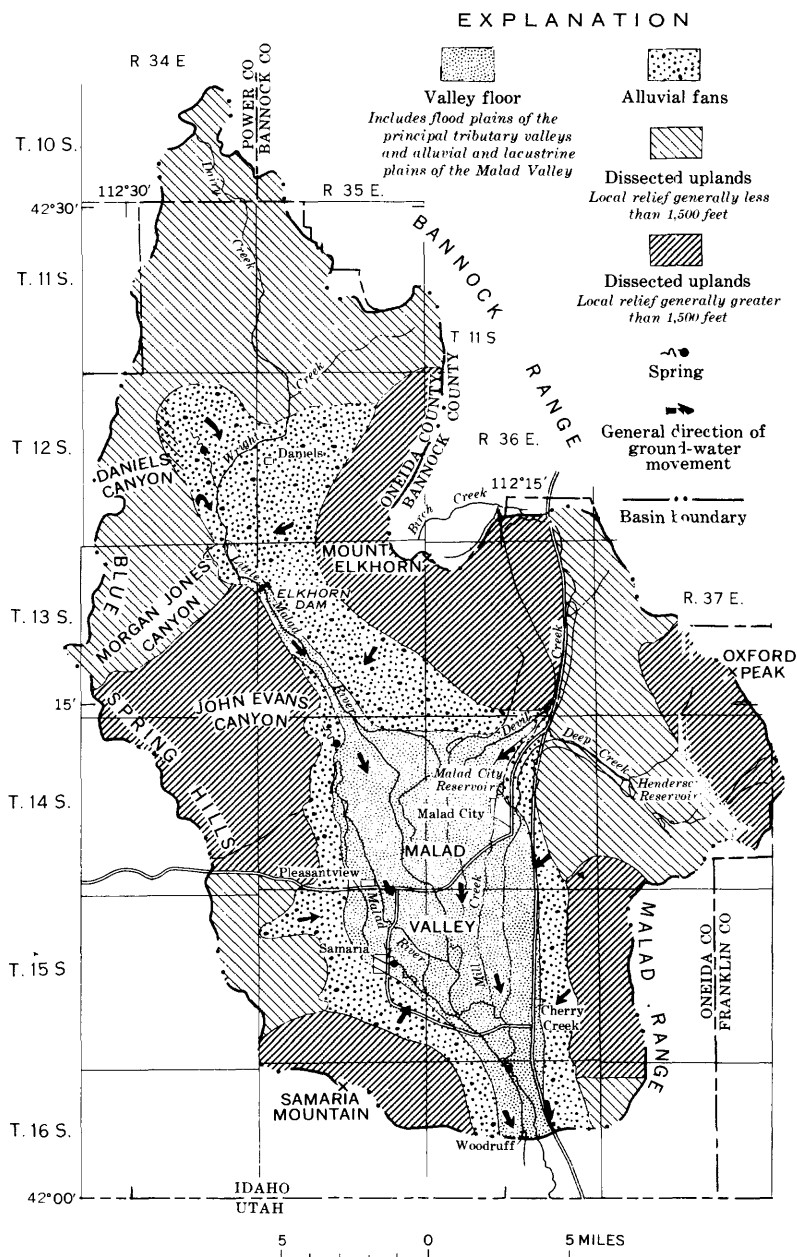 EXPLANATION
Valley floor
Includes flood plains of the
principal tributary valleys
and alluvial and lacustrine
plains of the Malad Valley
Alluvial fans
Dissected uplands
Local relief generally less
than 1,500 feet
Dissected uplands
Local relief generally greater
than 1,500 feet
Spring
General direction of
ground-water
movement
Basin boundary
R 34 E
POWER CO
BANNOCK CO
T. 10 S.
112°30'
R 35 E.
42°30'
Dairy
Creek
BANNOCK
RANGE
T. 11 S.
T 11 S
Creek
ONEIDA COUNTY
BANNOCK COUNTY
R 36 E.
T 12 S.
Wright
Daniels
DANIELS
CANYON
112°15'
Birch Creek
MOUNT
ELKHORN
BLUE
SPRING
HILLS
MORGAN JONES
CANYON
Little
Malad
River
ELKHORN
DAM
T. 13 S.
R. 37 E.
Creek
OXFORD
PEAK
15'
JOHN EVANS
CANYON
Devil
Deep Creek
Malad City
Reservoir
Reservoir
T. 14 S.
Malad City
MALAD
VALLEY
Pleasantview
Malad
River
Creek
Mill
MALAD RANGE
ONEIDA CO
FRANKLIN CO
Samaria
T. 15 S
Cherry
Creek
SAMARIA
MOUNTAIN
T. 16 S.
Woodruff
42°00'
IDAHO
UTAH
5 0 5 MILES